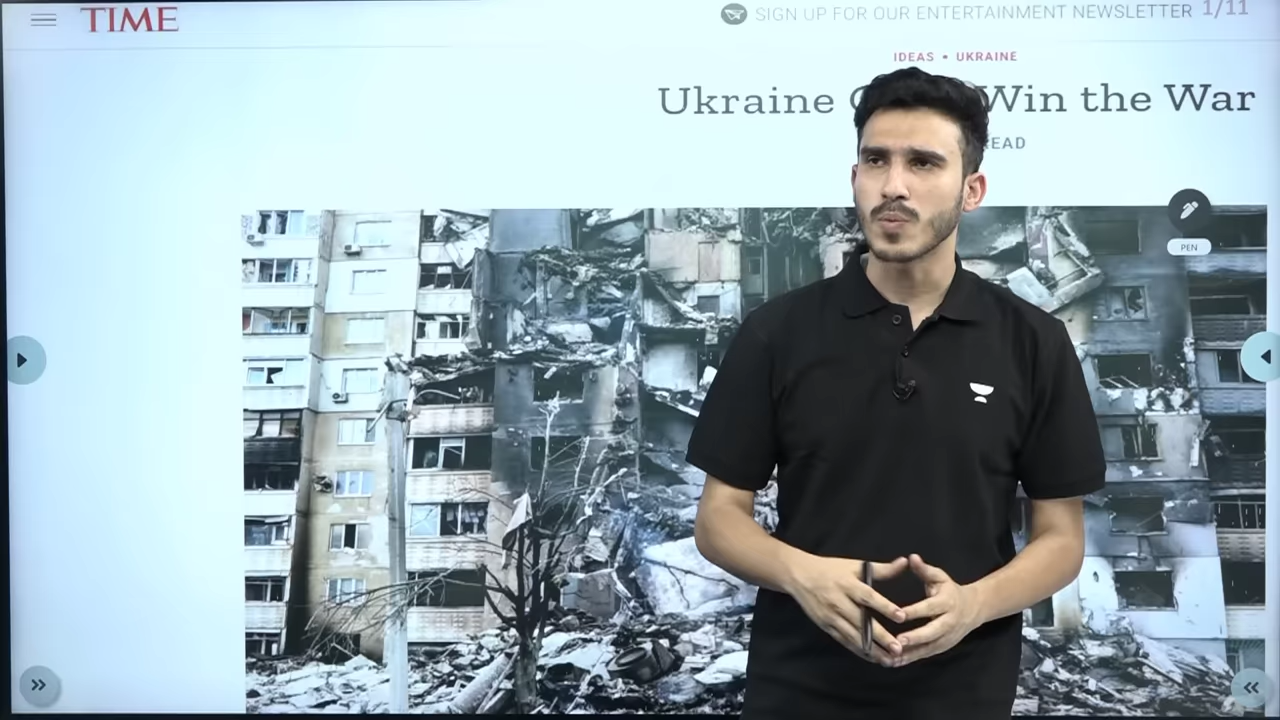 TIME
SIGN UP FOR OUR ENTERTAINMENT NEWSLETTER 1/11
IDEAS • UKRAINE
Ukraine Win the War
READ
PEN